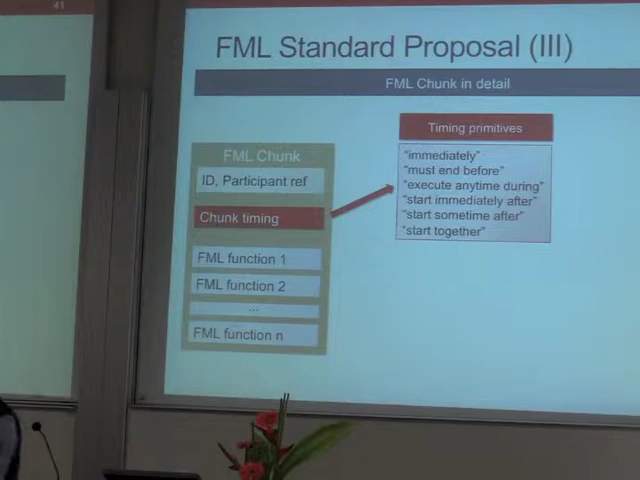 41
FML Standard Proposal (III)
FML Chunk in detail
FML Chunk
ID, Participant ref
Chunk timing
FML function 1
FML function 2
...
FML function n
Timing primitives
"immediately"
"must end before"
"execute anytime during"
"start immediately after"
"start sometime after"
"start together"